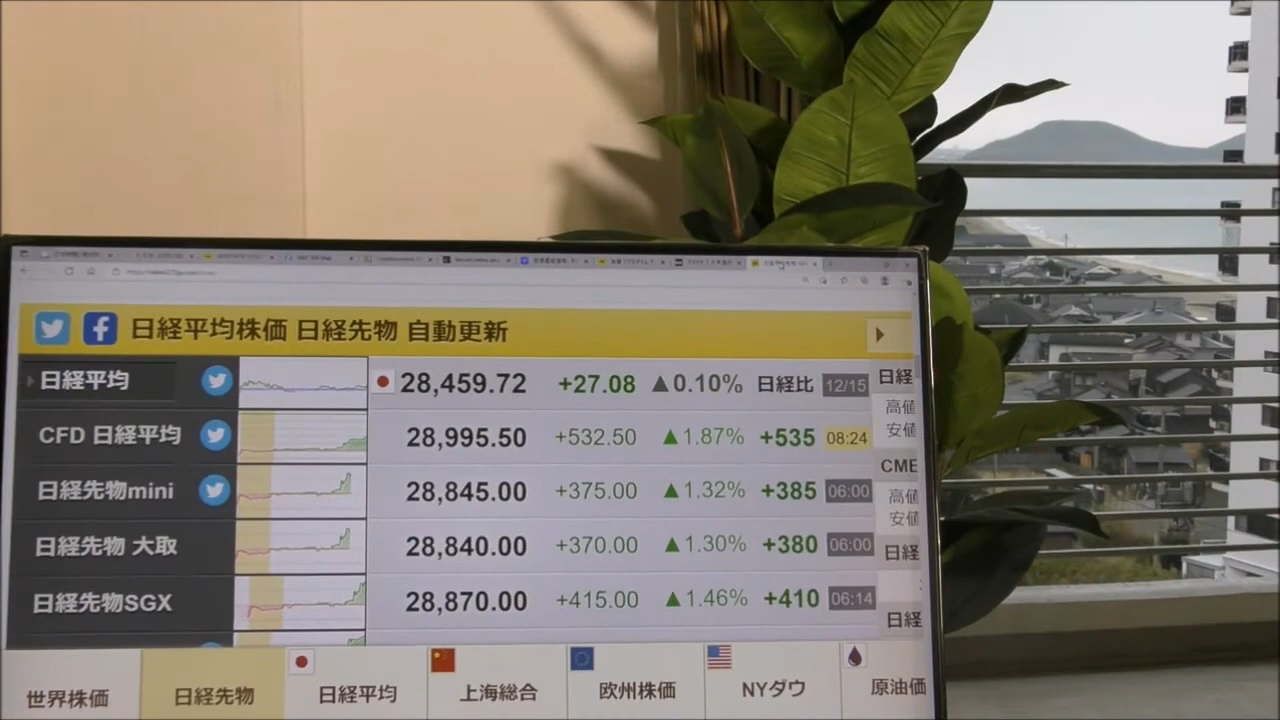 日経平均株価 日経先物 自動更新
日経平均 28,459.72 +27.08 ▲0.10% 日経比 12/15 日経
高値
安値
CFD 日経平均 28,995.50 +532.50 ▲1.87% +535 08:24
CME
日経先物mini 28,845.00 +375.00 ▲1.32% +385 06:00
高値
安値
日経先物 大取 28,840.00 +370.00 ▲1.30% +380 06:00 日経
日経先物SGX 28,870.00 +415.00 ▲1.46% +410 06:14
日経
世界株価 日経先物 日経平均 上海総合 欧州株価 NYダウ 原油価